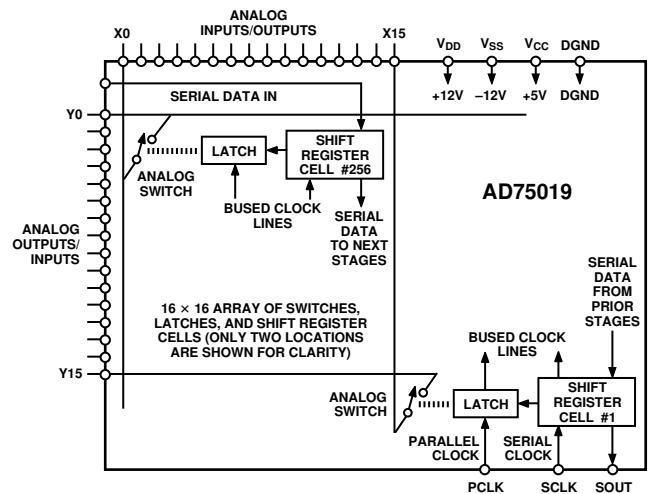 ANALOG
INPUTS/OUTPUTS
X0
X15
VDD
VSS
VCC
DGND
+12V
–12V
+5V
DGND
SERIAL DATA IN
Y0
LATCH
SHIFT
REGISTER
CELL #256
ANALOG
SWITCH
BUSED CLOCK
LINES
SERIAL
DATA
TO NEXT
STAGES
AD75019
ANALOG
OUTPUTS/
INPUTS
SERIAL
DATA
FROM
PRIOR
STAGES
16 × 16 ARRAY OF SWITCHES,
LATCHES, AND SHIFT REGISTER
CELLS (ONLY TWO LOCATIONS
ARE SHOWN FOR CLARITY)
BUSED CLOCK
LINES
Y15
ANALOG
SWITCH
LATCH
SHIFT
REGISTER
CELL #1
PARALLEL
CLOCK
SERIAL
CLOCK
PCLK
SCLK
SOUT